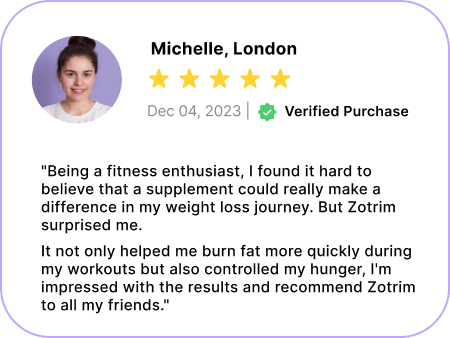 Michelle, London
Dec 04, 2023 | Verified Purchase
"Being a fitness enthusiast, I found it hard to
believe that a supplement could really make a
difference in my weight loss journey. But Zotrim
surprised me.
It not only helped me burn fat more quickly during
my workouts but also controlled my hunger, I'm
impressed with the results and recommend Zotrim
to all my friends."